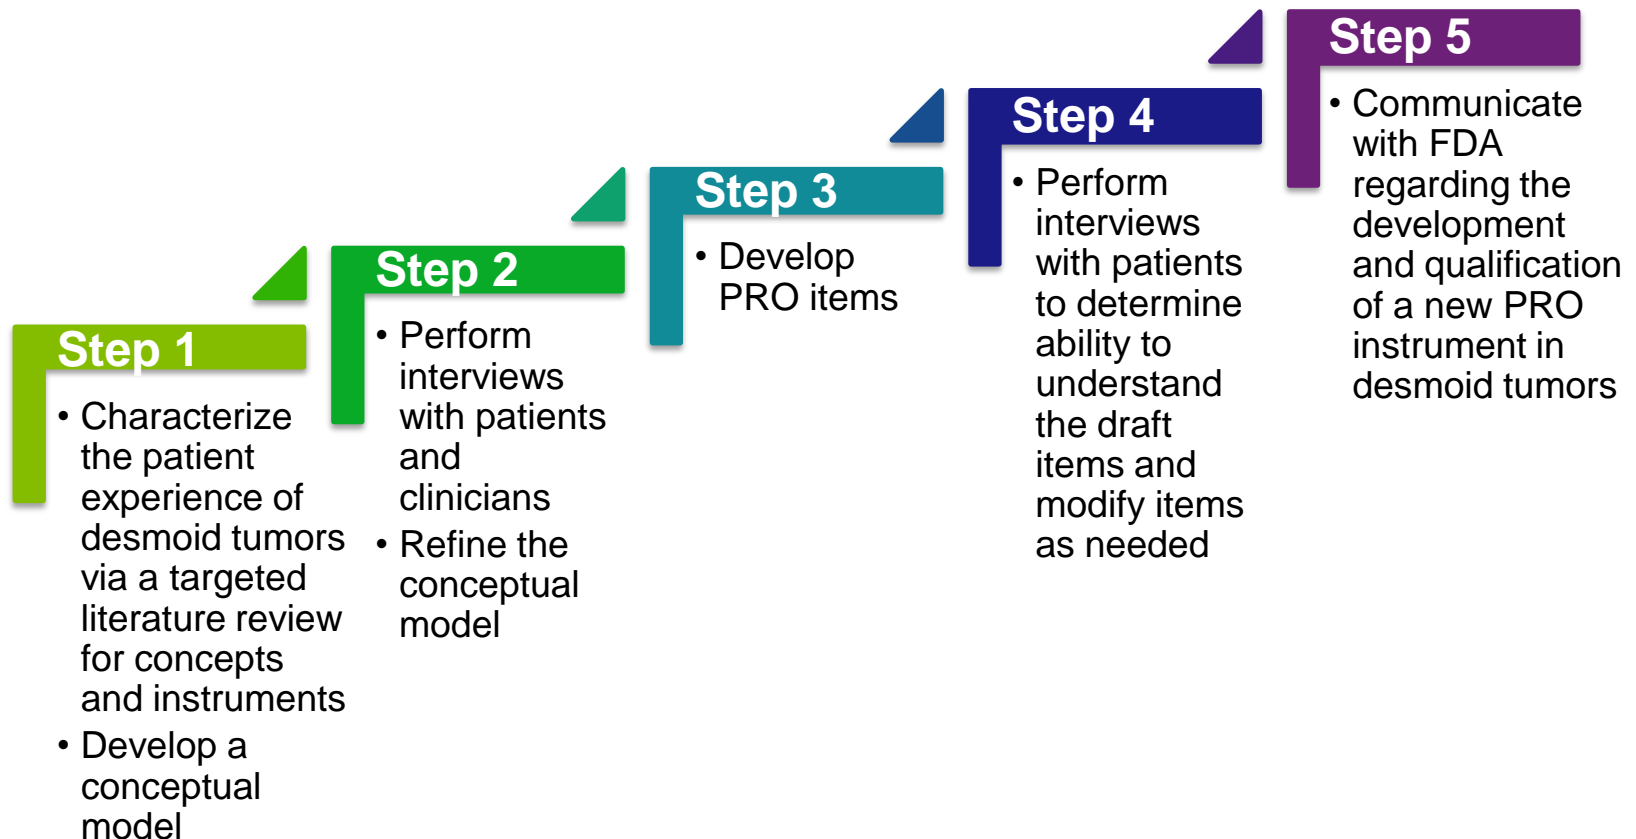 Step 1
• Characterize
the patient
experience of
desmoid tumors
via a targeted
literature review
for concepts
and instruments
• Develop a
conceptual
model
Step 2
• Perform
interviews
with patients
and
clinicians
• Refine the
conceptual
model
Step 3
• Develop
PRO items
Step 4
• Perform
interviews
with patients
to determine
ability to
understand
the draft
items and
modify items
as needed
Step 5
• Communicate
with FDA
regarding the
development
and qualification
of a new PRO
instrument in
desmoid tumors